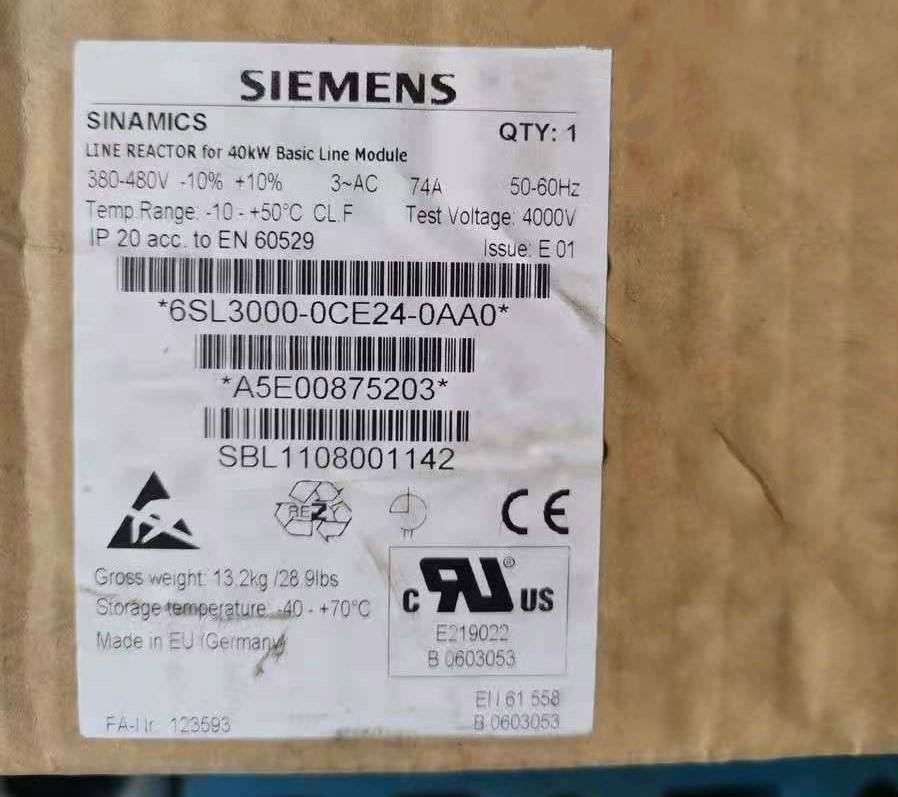 SIEMENS
SINAMICS
QTY: 1
LINE REACTOR for 40kW Basic Line Module
380-480V -10% +10% 3~AC 74A 50-60Hz
Temp.Range: -10 - +50°C CL.F Test Voltage: 4000V
IP 20 acc. to EN 60529
Issue: E 01
*6SL3000-0CE24-0AA0*
*A5E00875203*
SBL1108001142
REZY
CE
Gross weight: 13.2kg /28.9lbs
Storage temperature: -40 - +70°C
Made in EU (Germany)
C RU ® US
E219022
B 0603053
EN 61 558
B 0603053
FA-Nr: 123593